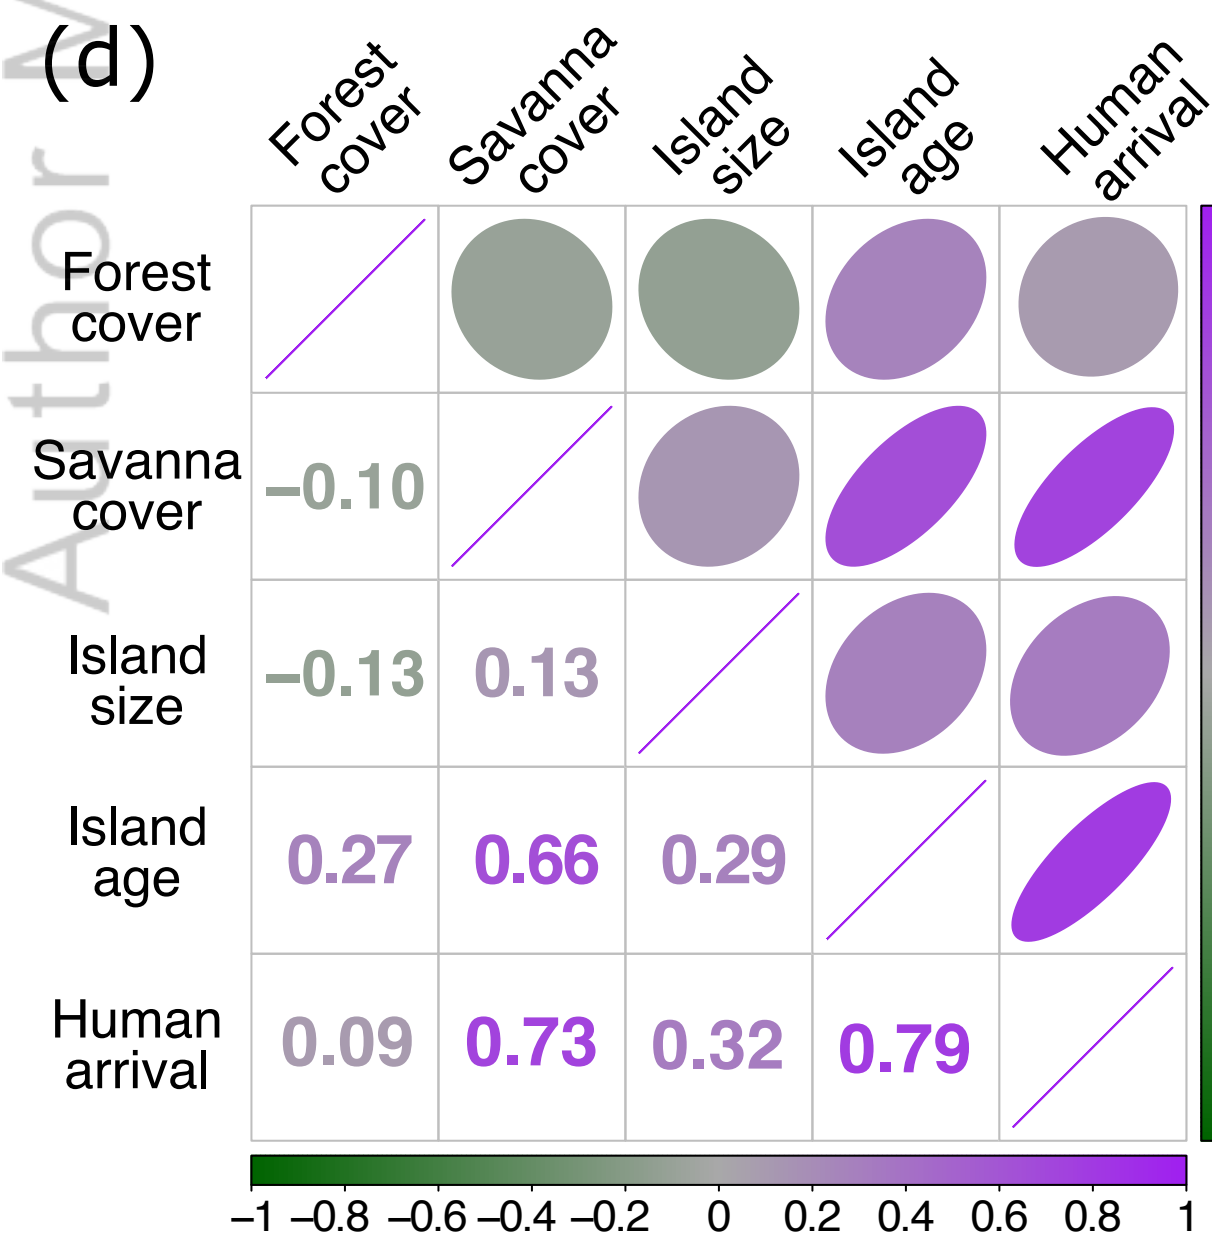 (d)
Forest
cover
Savanna
cover
Island
size
Island
age
Human
arrival
Forest
cover
Savanna
cover
−0.10
Island
size
−0.13 0.13
Island
age
0.27 0.66 0.29
Human
arrival
0.09 0.73 0.32 0.79
−1 −0.8 −0.6 −0.4 −0.2 0 0.2 0.4 0.6 0.8 1
Author M